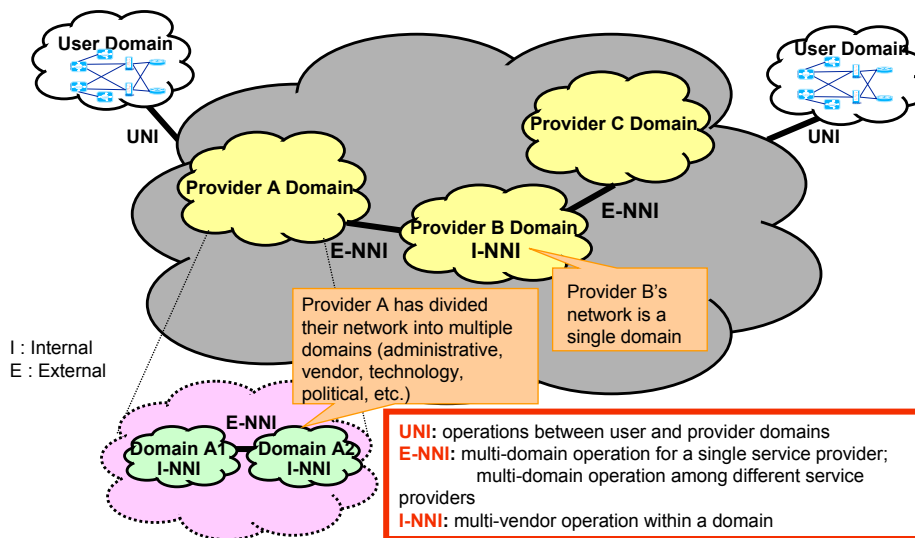 User Domain
User Domain
UNI
UNI
Provider C Domain
Provider A Domain
E-NNI
Provider B Domain
I-NNI
E-NNI
Provider A has divided
their network into multiple
domains (administrative,
vendor, technology,
political, etc.)
Provider B's
network is a
single domain
I : Internal
E : External
E-NNI
Domain A1
I-NNI
Domain A2
I-NNI
UNI: operations between user and provider domains
E-NNI: multi-domain operation for a single service provider;
multi-domain operation among different service
providers
I-NNI: multi-vendor operation within a domain